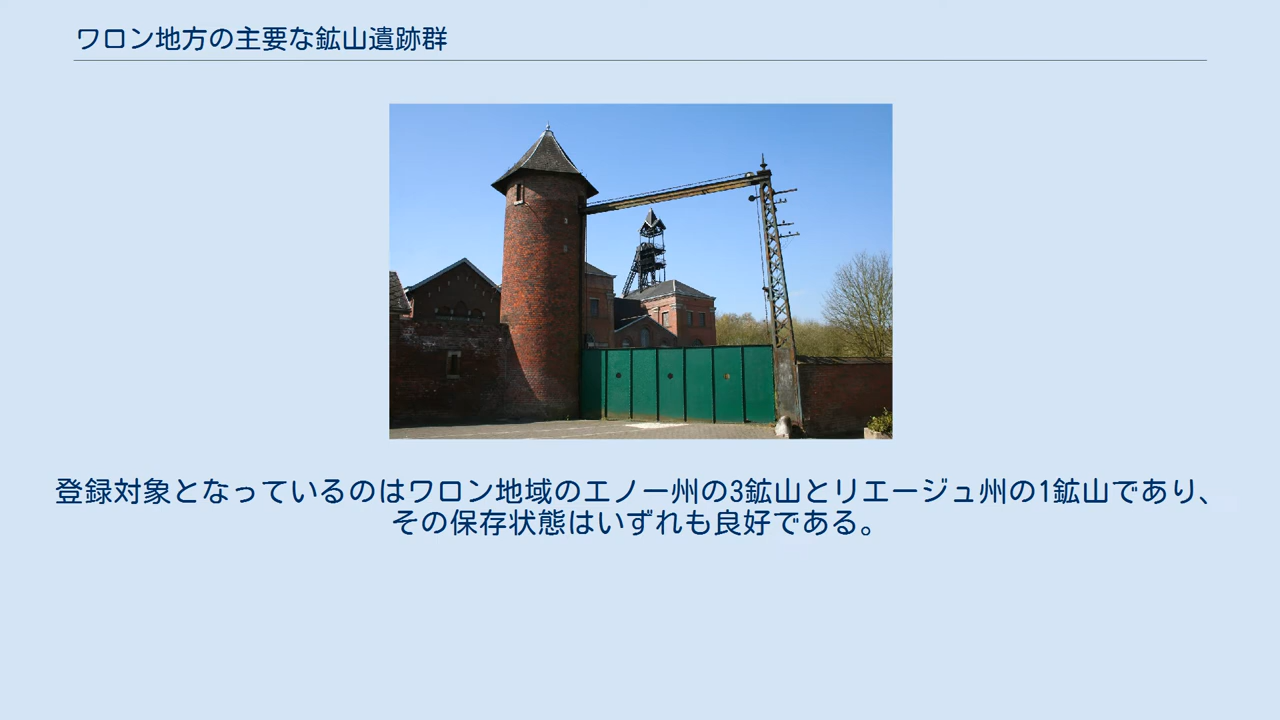 ワロン地方の主要な鉱山遺跡群
登録対象となっているのはワロン地域のエノー州の3鉱山とリエージュ州の1鉱山であり、
その保存状態はいずれも良好である。